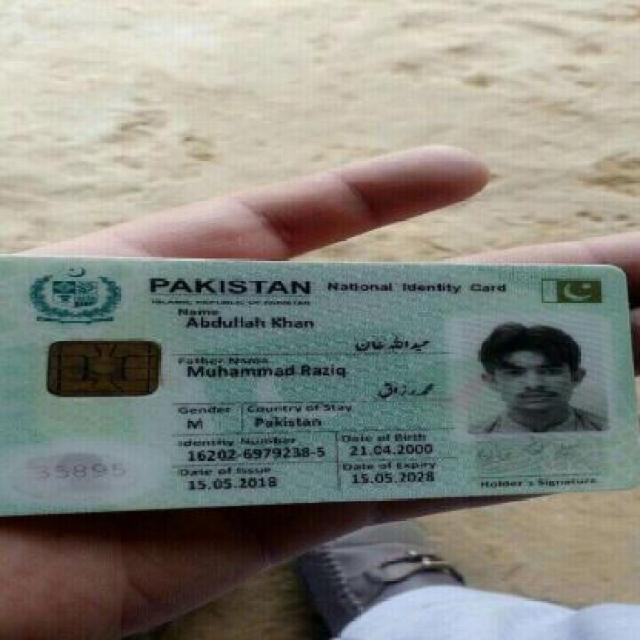 PAKISTAN National Identity Card
ISLAMIC REPUBLIC OF PAKISTAN
Name
Abdullah Khan
عبداللہ خان
Father Name
Muhammad Raziq
محمد رزاق
Gender Country of Stay
M Pakistan
Identity Number Date of Birth
16202-6979238-5 21.04.2000
Date of Issue Date of Expiry
15.05.2018 15.05.2028
35895
Holder's Signature